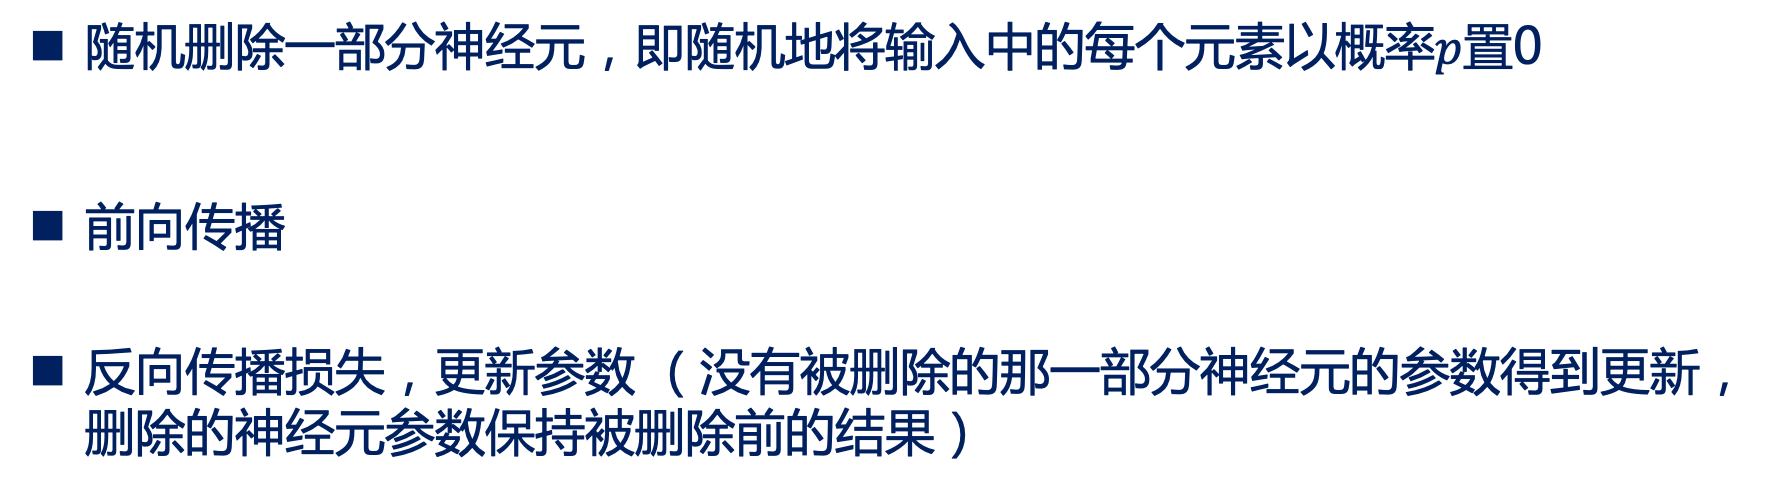 ■ 随机删除一部分神经元，即随机地将输入中的每个元素以概率p置0
■ 前向传播
■ 反向传播损失，更新参数（没有被删除的那一部分神经元的参数得到更新，
删除的神经元参数保持被删除前的结果）